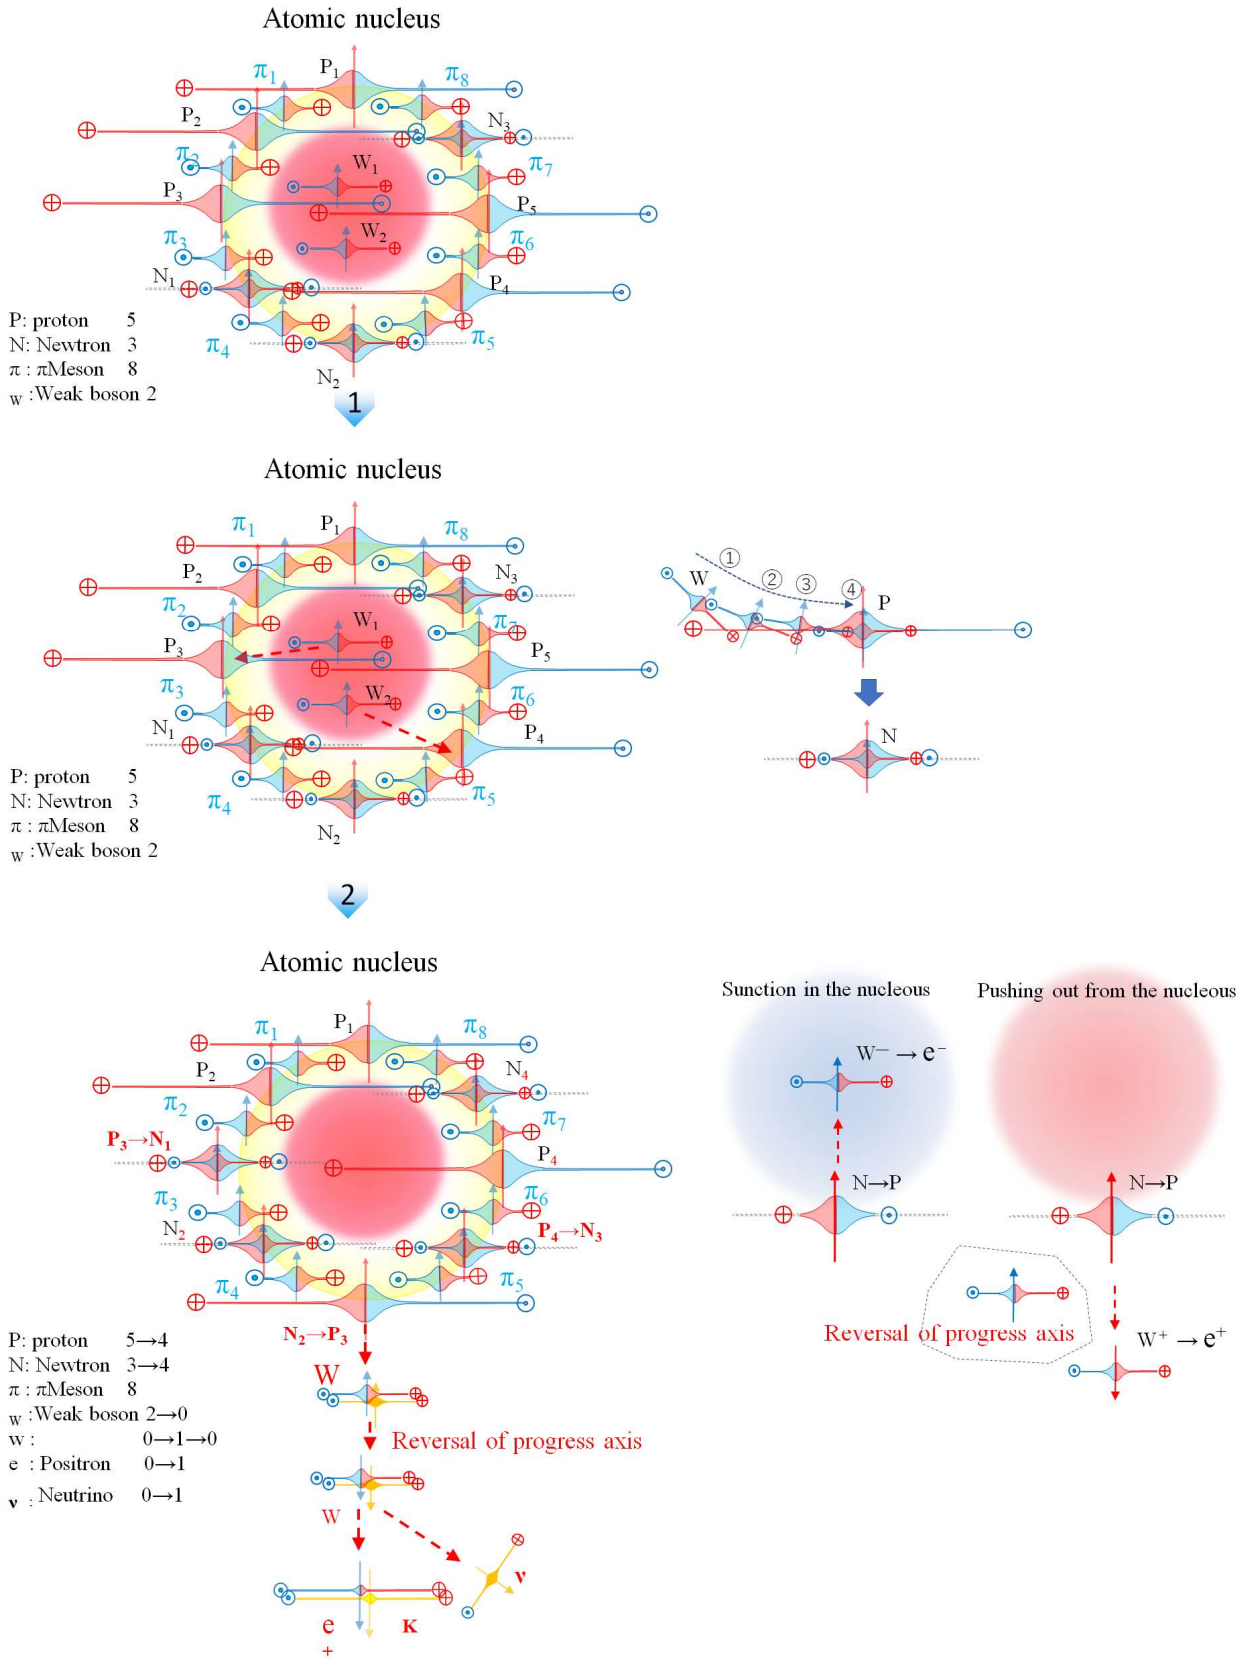 Atomic nucleus
π1
P1
π8
P2
N3
π2
W1
π7
P3
P5
π3
W2
π6
N1
P4
π4
π5
N2
P: proton 5
N: Newtron 3
π : πMeson 8
W :Weak boson 2
1
Atomic nucleus
π1
P1
π8
P2
N3
π2
W1
π7
P3
P5
π3
W2
π6
N1
P4
π4
π5
N2
P: proton 5
N: Newtron 3
π : πMeson 8
W :Weak boson 2
①
W
②
③
④
P
N
2
Atomic nucleus
π1
P1
π8
P2
N4
π2
π7
P3→N1
P4
π3
π6
N2
P4→N3
π4
π5
N2→P3
W
Reversal of progress axis
W
ν
e
+
K
P: proton 5→4
N: Newtron 3→4
π : πMeson 8
W :Weak boson 2→0
W : 0→1→0
e : Positron 0→1
ν : Neutrino 0→1
Sunction in the nucleous
W— → e−
N→P
Pushing out from the nucleous
N→P
Reversal of progress axis
W+ → e+